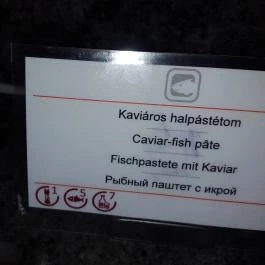 Kaviáros halpástétom
Caviar-fish pâte
Fischpastete mit Kaviar
Рыбный паштет с икрой
1 5 7